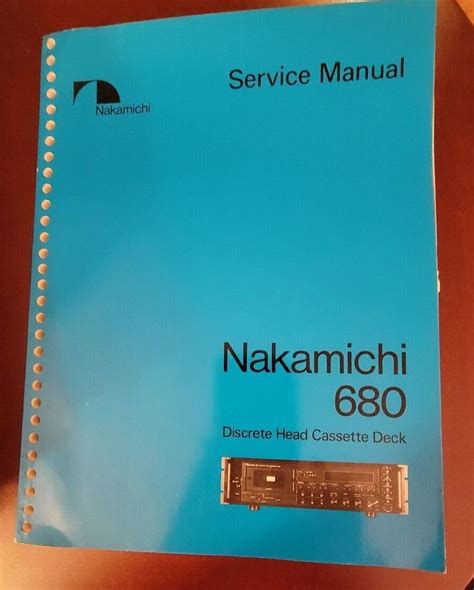 Service Manual
Nakamichi
Nakamichi
680
Discrete Head Cassette Deck